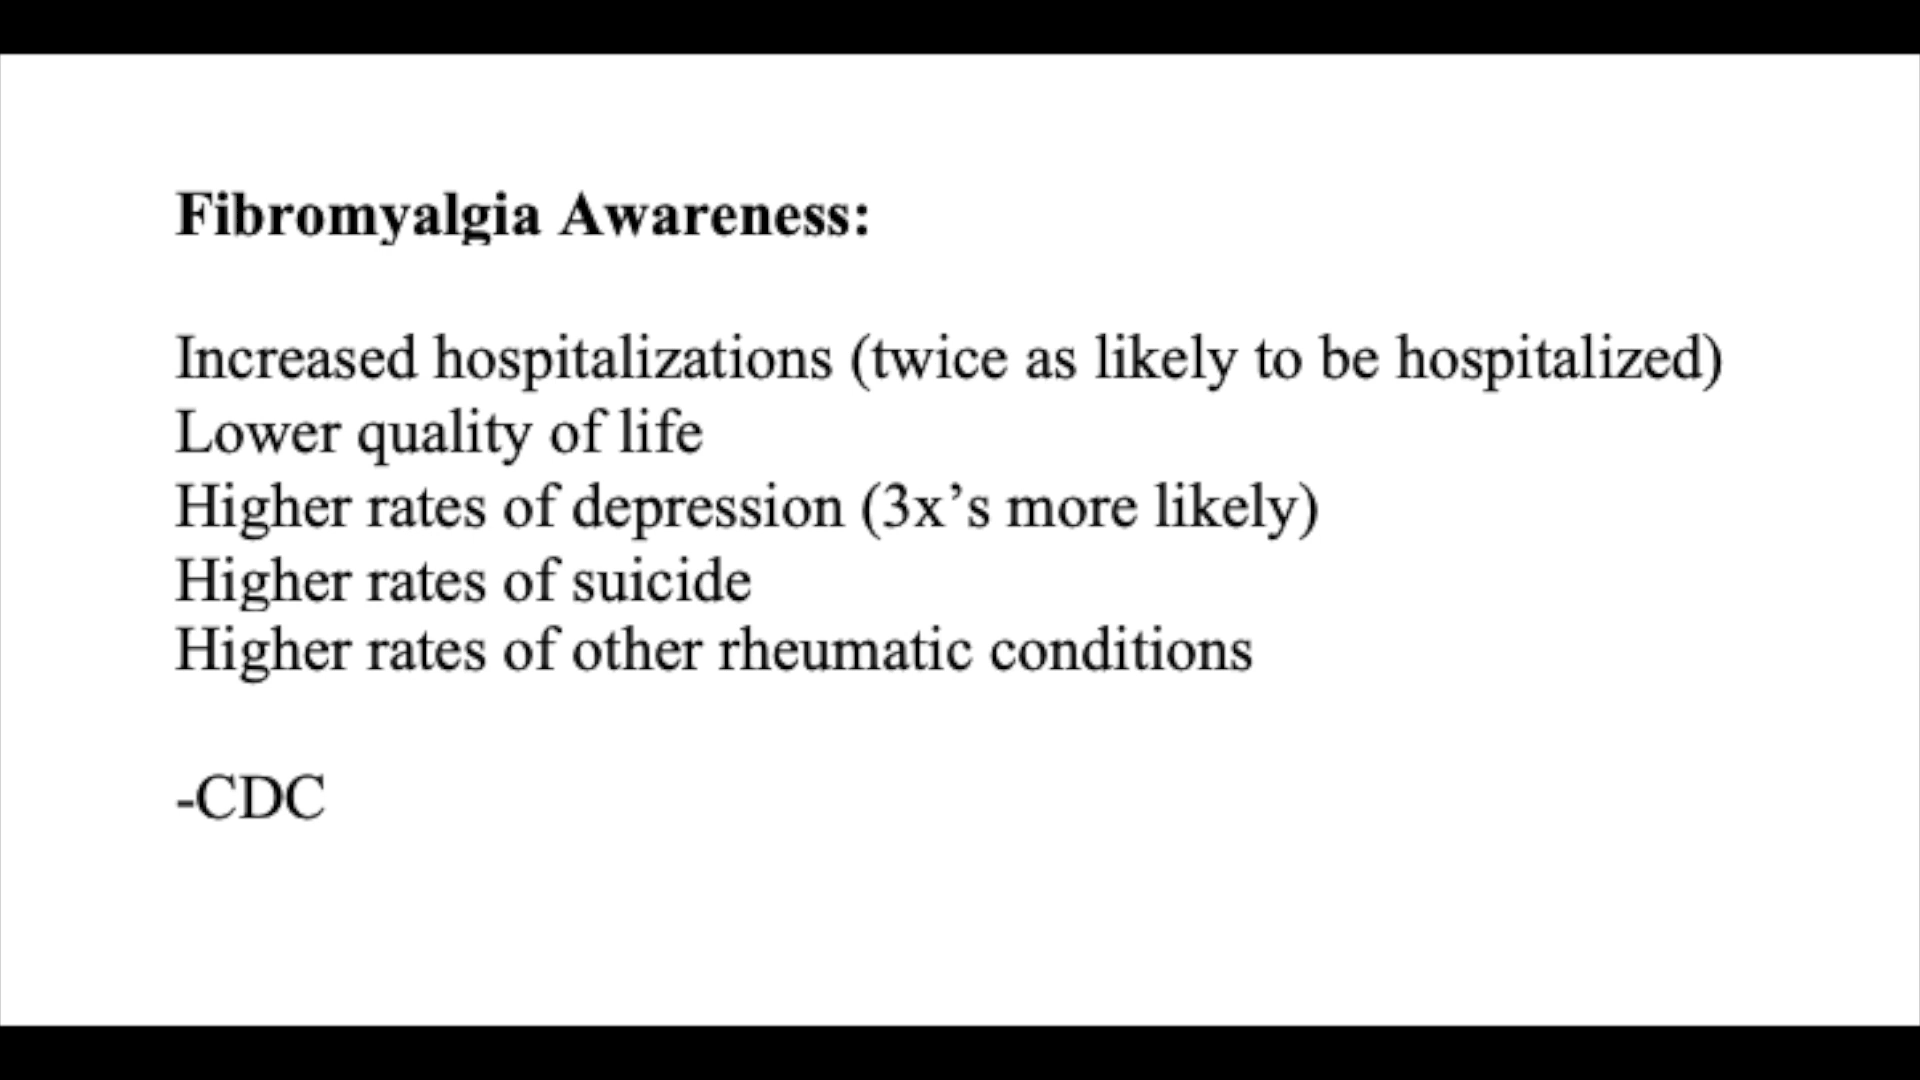 Fibromyalgia Awareness:
Increased hospitalizations (twice as likely to be hospitalized)
Lower quality of life
Higher rates of depression (3x’s more likely)
Higher rates of suicide
Higher rates of other rheumatic conditions
-CDC